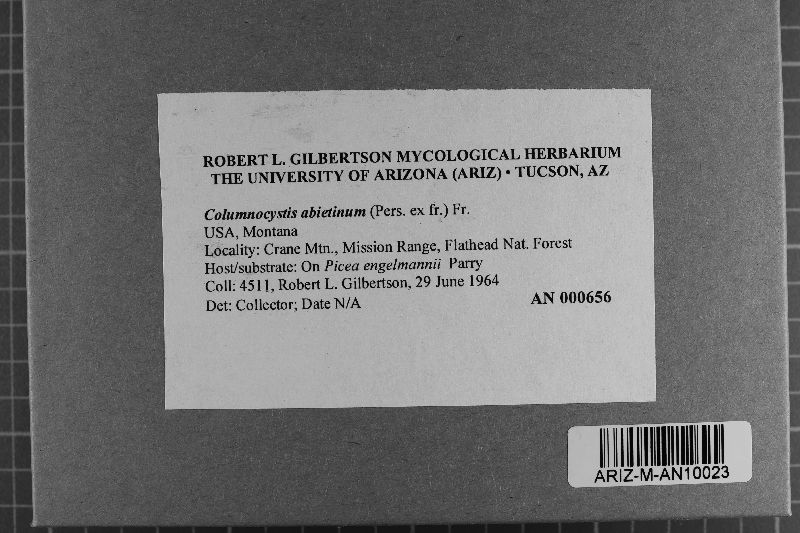 ROBERT L. GILBERTSON MYCOLOGICAL HERBARIUM
THE UNIVERSITY OF ARIZONA (ARIZ) • TUCSON, AZ
Columnocystis abietinum (Pers. ex fr.) Fr.
USA, Montana
Locality: Crane Mtn., Mission Range, Flathead Nat. Forest
Host/substrate: On Picea engelmannii Parry
Coll: 4511, Robert L. Gilbertson, 29 June 1964
Det: Collector; Date N/A
AN 000656
ARIZ-M-AN10023